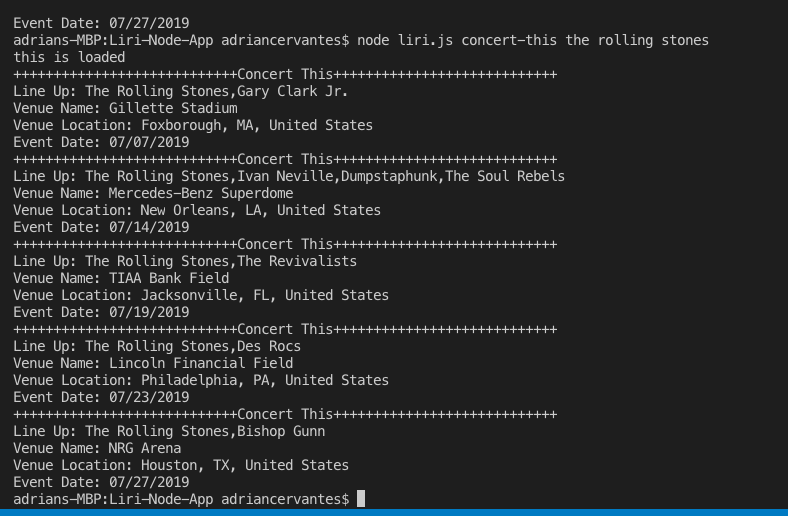 Event Date: 07/27/2019
adrians-MBP:Liri-Node-App adriancervantes$ node liri.js concert-this the rolling stones
this is loaded
++++++++++++++++++++++++++++Concert This++++++++++++++++++++++++++++
Line Up: The Rolling Stones,Gary Clark Jr.
Venue Name: Gillette Stadium
Venue Location: Foxborough, MA, United States
Event Date: 07/07/2019
++++++++++++++++++++++++++++Concert This++++++++++++++++++++++++++++
Line Up: The Rolling Stones,Ivan Neville,Dumpstaphunk,The Soul Rebels
Venue Name: Mercedes-Benz Superdome
Venue Location: New Orleans, LA, United States
Event Date: 07/14/2019
++++++++++++++++++++++++++++Concert This++++++++++++++++++++++++++++
Line Up: The Rolling Stones,The Revivalists
Venue Name: TIAA Bank Field
Venue Location: Jacksonville, FL, United States
Event Date: 07/19/2019
++++++++++++++++++++++++++++Concert This++++++++++++++++++++++++++++
Line Up: The Rolling Stones,Des Rocs
Venue Name: Lincoln Financial Field
Venue Location: Philadelphia, PA, United States
Event Date: 07/23/2019
++++++++++++++++++++++++++++Concert This++++++++++++++++++++++++++++
Line Up: The Rolling Stones,Bishop Gunn
Venue Name: NRG Arena
Venue Location: Houston, TX, United States
Event Date: 07/27/2019
adrians-MBP:Liri-Node-App adriancervantes$